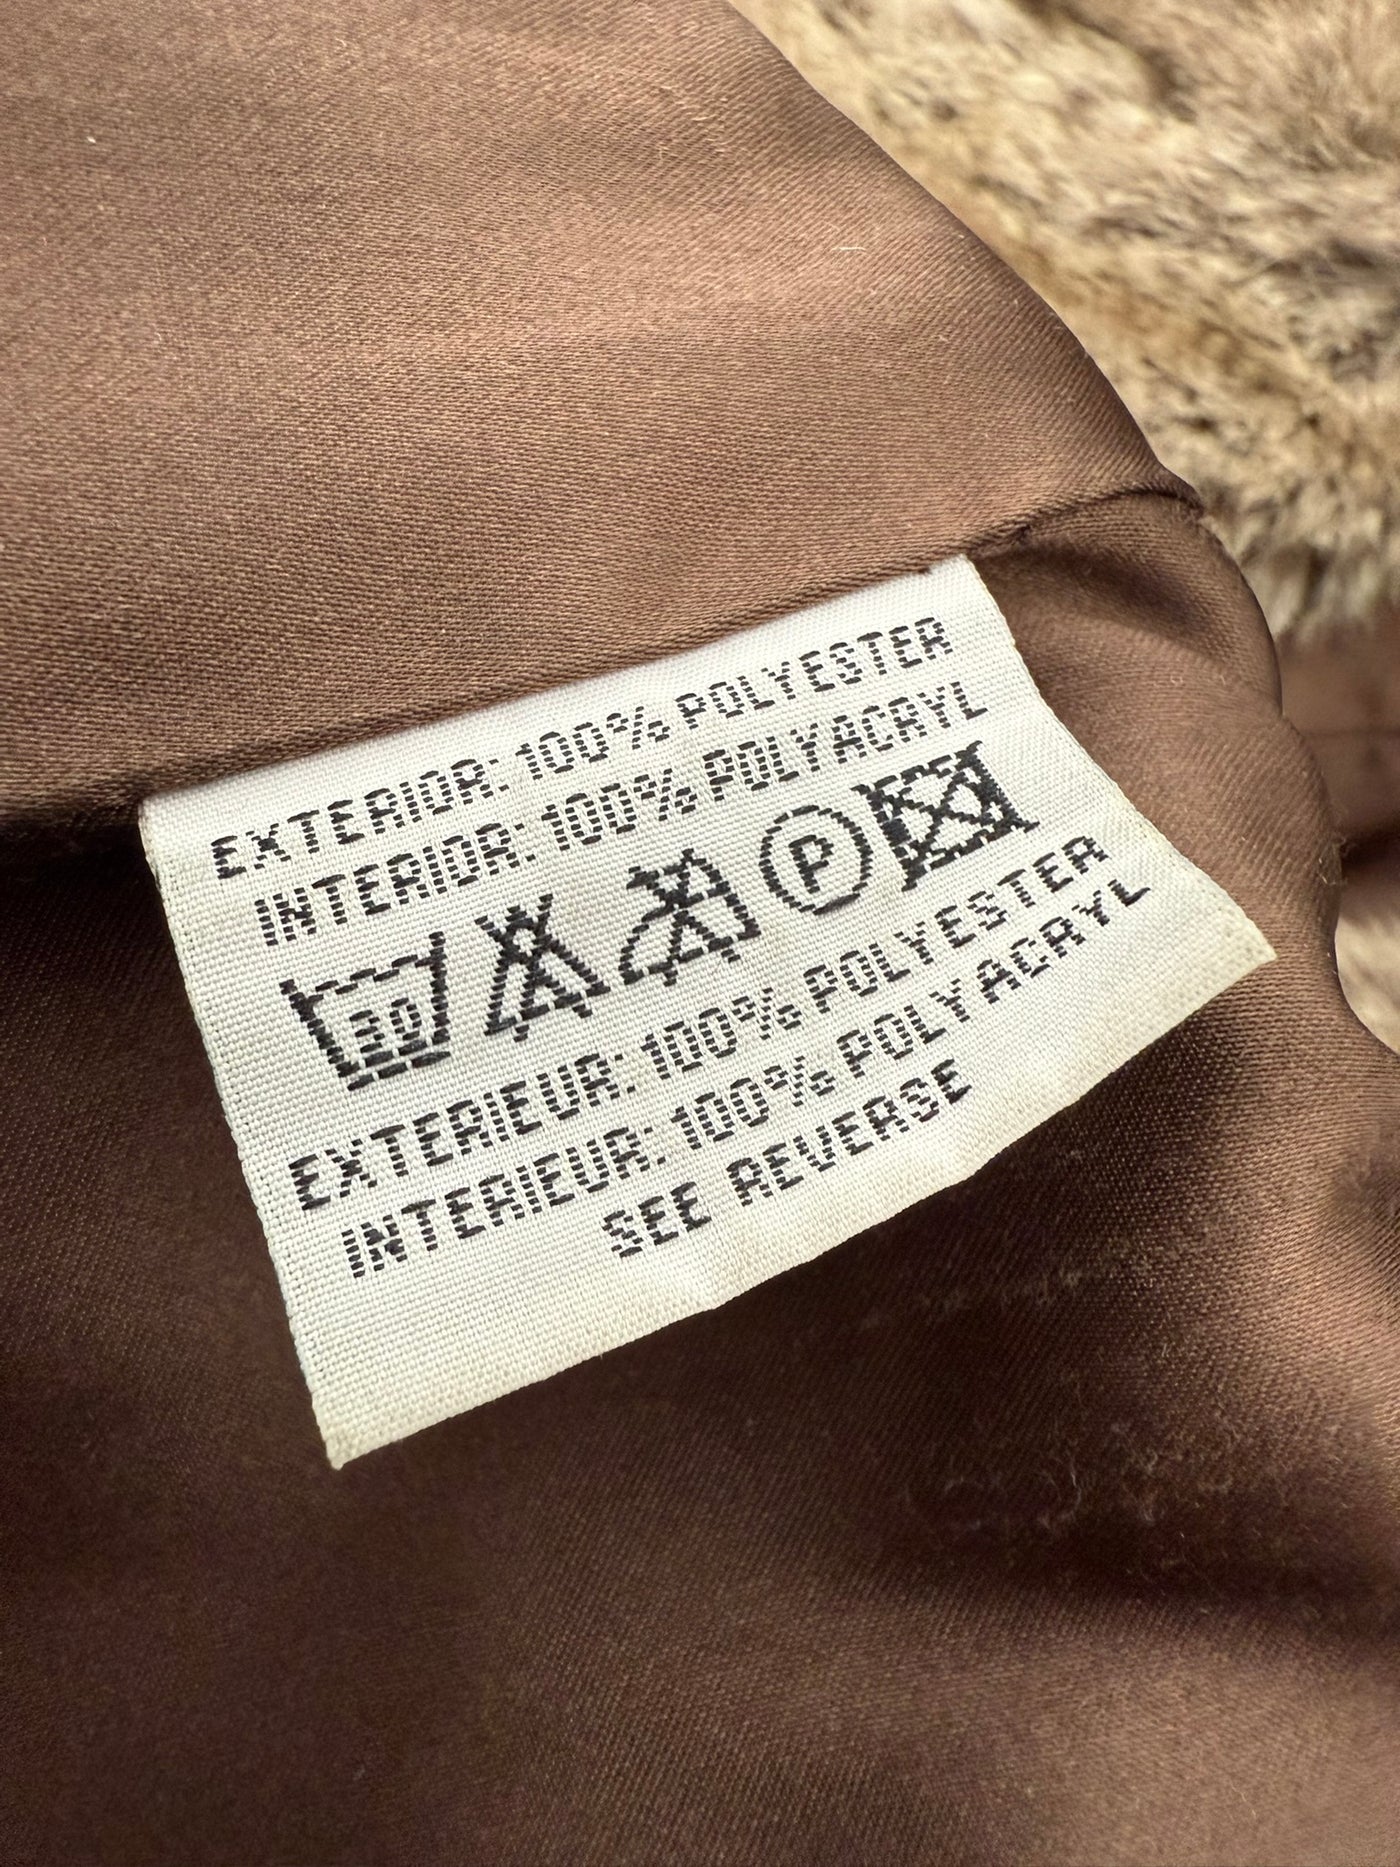 EXTERIOR: 100% POLYESTER
INTERIOR: 100% POLYACRYL
30 P
EXTERIEUR: 100% POLYESTER
INTERIEUR: 100% POLYACRYL
SEE REVERSE